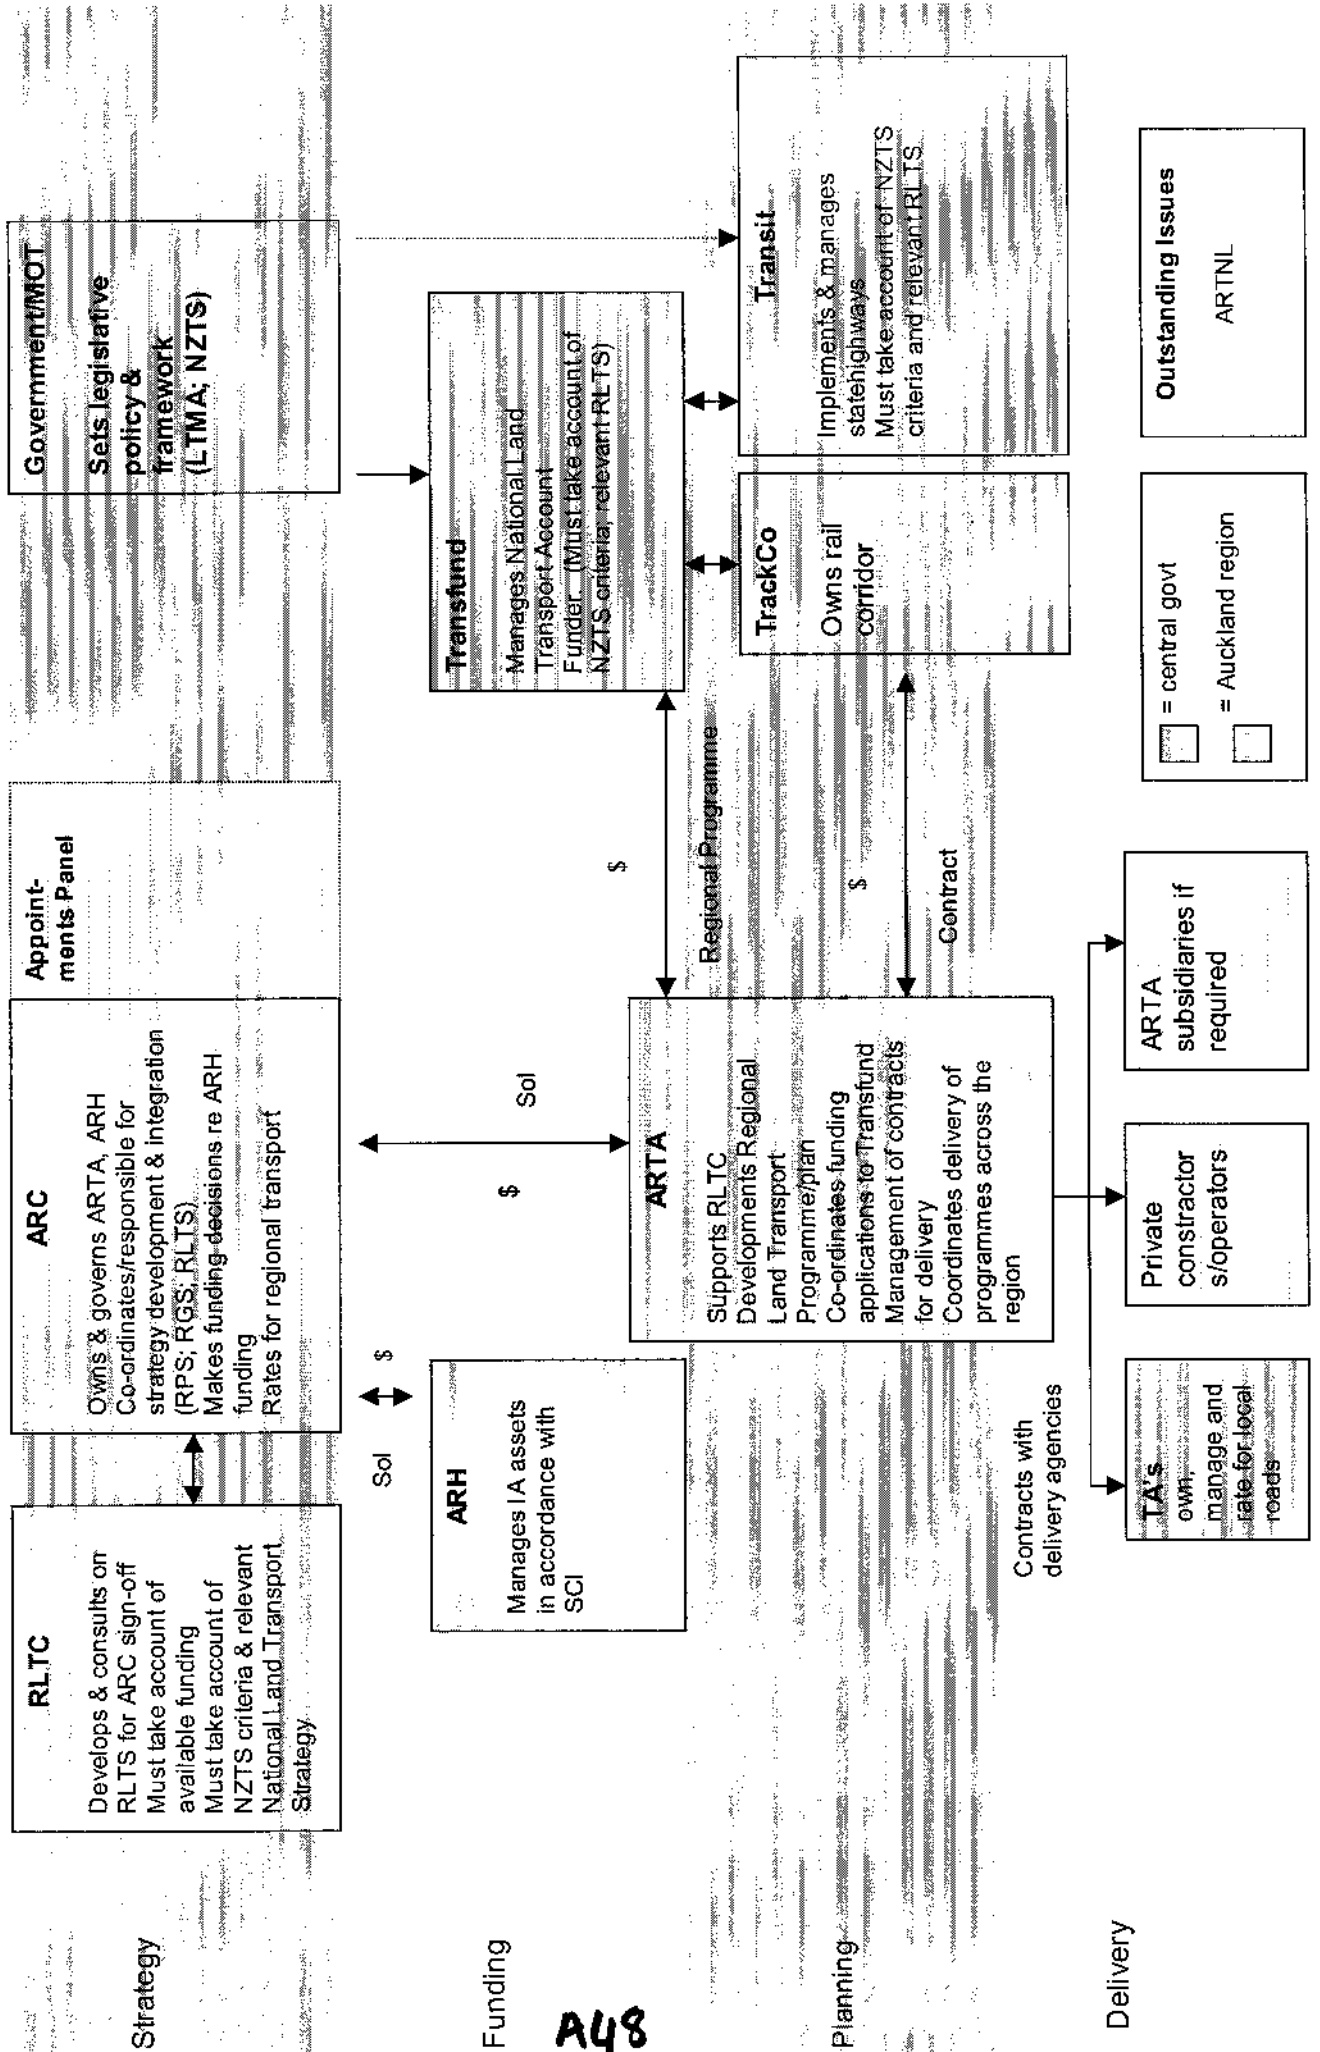 Strategy
RLTC
Develops & consults on
RLTS for ARC sign-off
Must take account of
available funding
Must take account of
NZTS criteria & relevant
National Land Transport
Strategy
ARC
Owns & governs ARTA, ARH
Co-ordinates/responsible for
strategy development & integration
(RPS; RGS; RLTS)
Makes funding decisions re ARH
funding
Rates for regional transport
Appoint-
ments Panel
Government/MOT
Sets legislative
policy &
framework
(LTMA; NZTS)
SoI
$
$
SoI
Funding
A48
ARH
Manages IA assets
in accordance with
SCI
Transfund
Manages National Land
Transport Account
Funder. (Must take account of
NZTS criteria; relevant RLTS)
$
Regional Programme
Planning
ARTA
Supports RLTC
Developments Regional
Land Transport
Programme/plan
Co-ordinates funding
applications to Transfund
Management of contracts
for delivery
Coordinates delivery of
programmes across the
region
$
Contract
TrackCo
Owns rail
corridor
Transit
Implements & manages
statehighways
Must take account of NZTS
criteria and relevant RLTS
Contracts with
delivery agencies
Delivery
TA's
own,
manage and
rate for local
roads
Private
constractor
s/operators
ARTA
subsidiaries if
required
= central govt
= Auckland region
Outstanding Issues
ARTNL